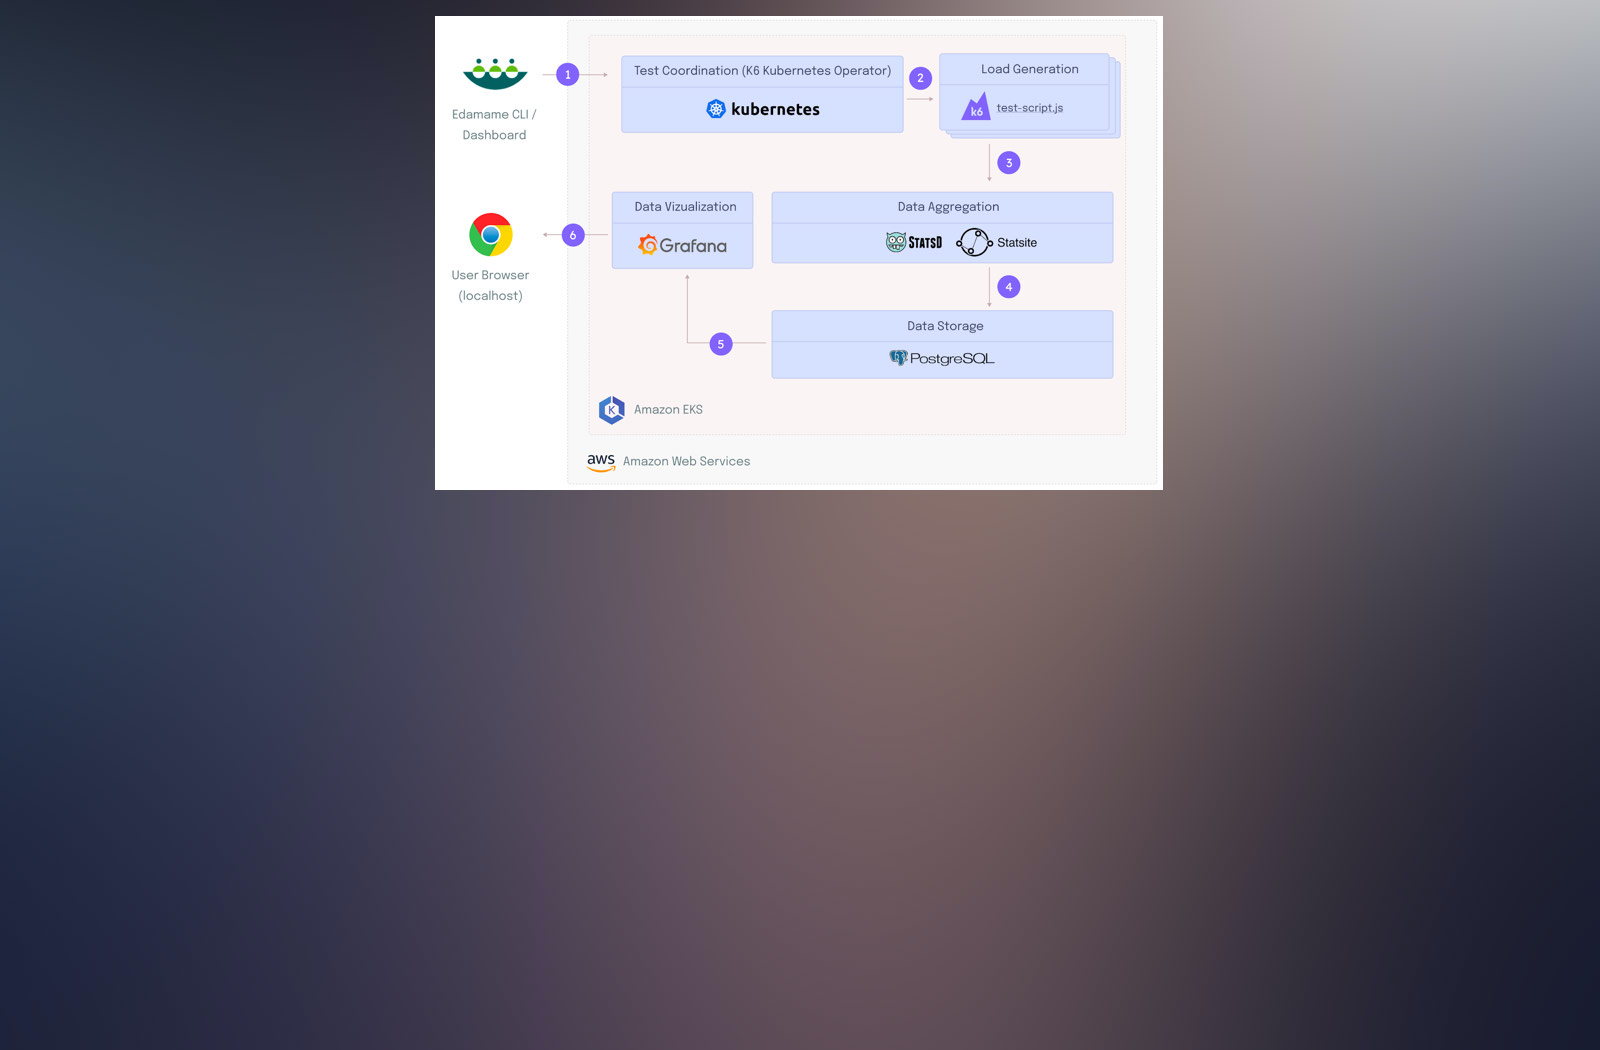 Edamame CLI /
Dashboard
1
Test Coordination (K6 Kubernetes Operator)
kubernetes
2
Load Generation
k6
test-script.js
3
Data Aggregation
STATSD
Statsite
4
Data Storage
PostgreSQL
5
Data Vizualization
Grafana
6
User Browser
(localhost)
K
Amazon EKS
aws
Amazon Web Services